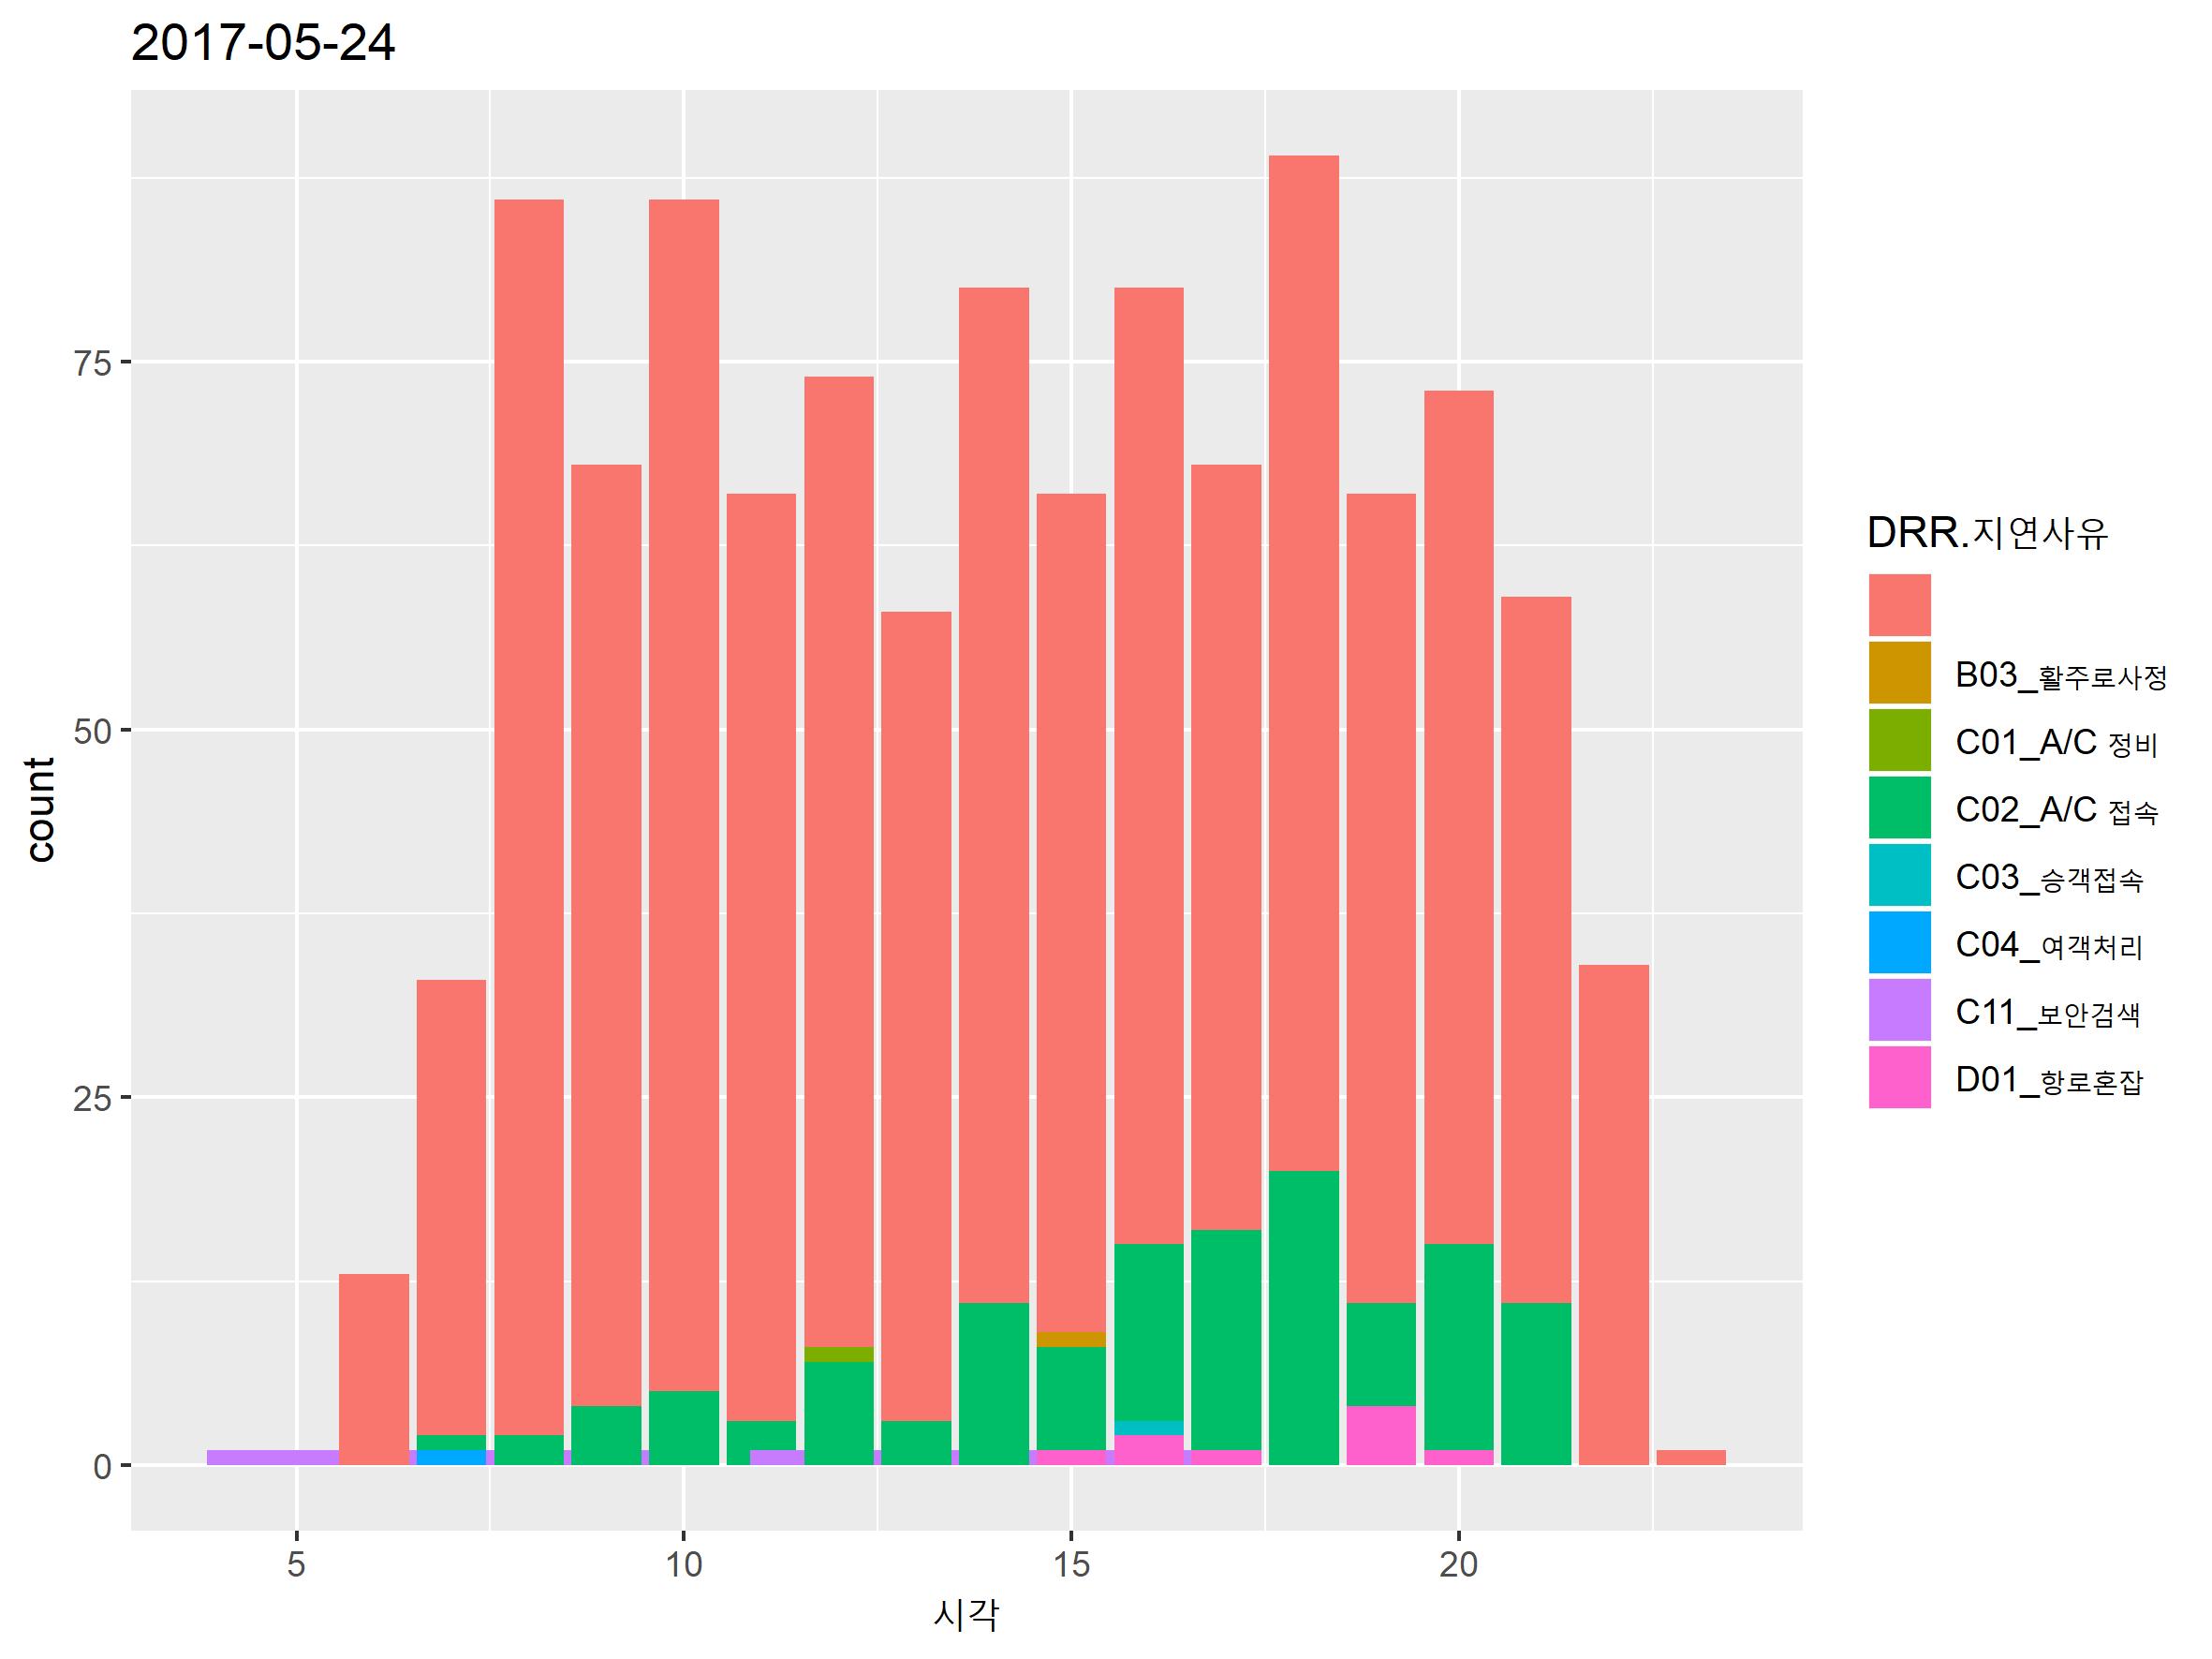 2017-05-24
count
75
50
25
0
5 10 15 20
시각
DRR.지연사유
B03_활주로사정
C01_A/C 정비
C02_A/C 접속
C03_승객접속
C04_여객처리
C11_보안검색
D01_항로혼잡